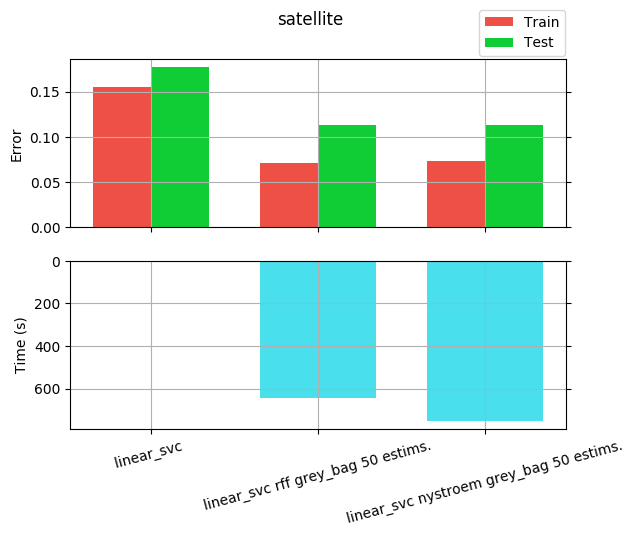 satellite
Train
Test
Error
0.15
0.10
0.05
0.00
Time (s)
0
200
400
600
linear_svc
linear_svc rff grey_bag 50 estims.
linear_svc nystroem grey_bag 50 estims.